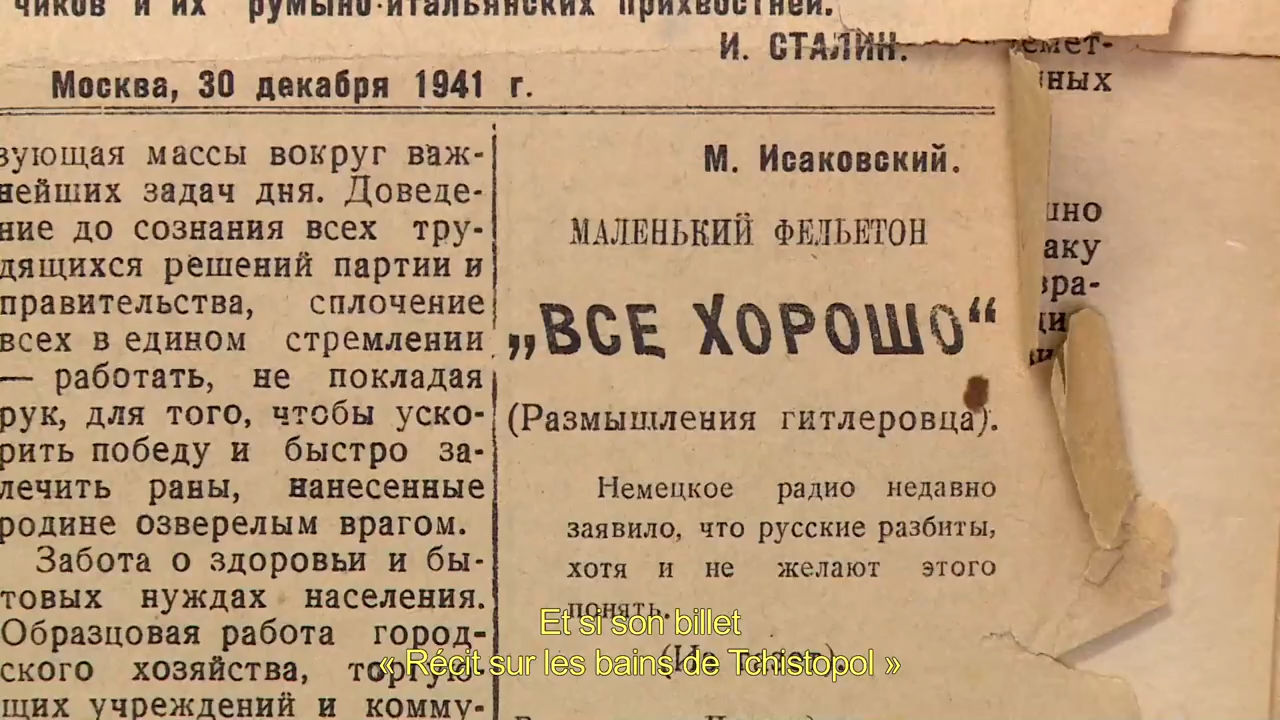 чиков и их румыно-итальянских прихвостней.
И. СТАЛИН.
Москва, 30 декабря 1941 г.
зующая массы вокруг важ-
нейших задач дня. Доведе-
ние до сознания всех тру-
дящихся решений партии и
правительства, сплочение
всех в едином стремлении
— работать, не покладая
рук, для того, чтобы уско-
рить победу и быстро за-
лечить раны, нанесенные
родине озверелым врагом.
Забота о здоровьи и бы-
товых нуждах населения.
Образцовая работа город-
ского хозяйства, торгую-
щих учреждений и комму-
М. Исаковский.
МАЛЕНЬКИЙ ФЕЛЬЕТОН
„ВСЕ ХОРОШО“
(Размышления гитлеровца).
Немецкое радио недавно
заявило, что русские разбиты,
хотя и не желают этого
понять.
Et si son billet
« Récit sur les bains de Tchistopol »